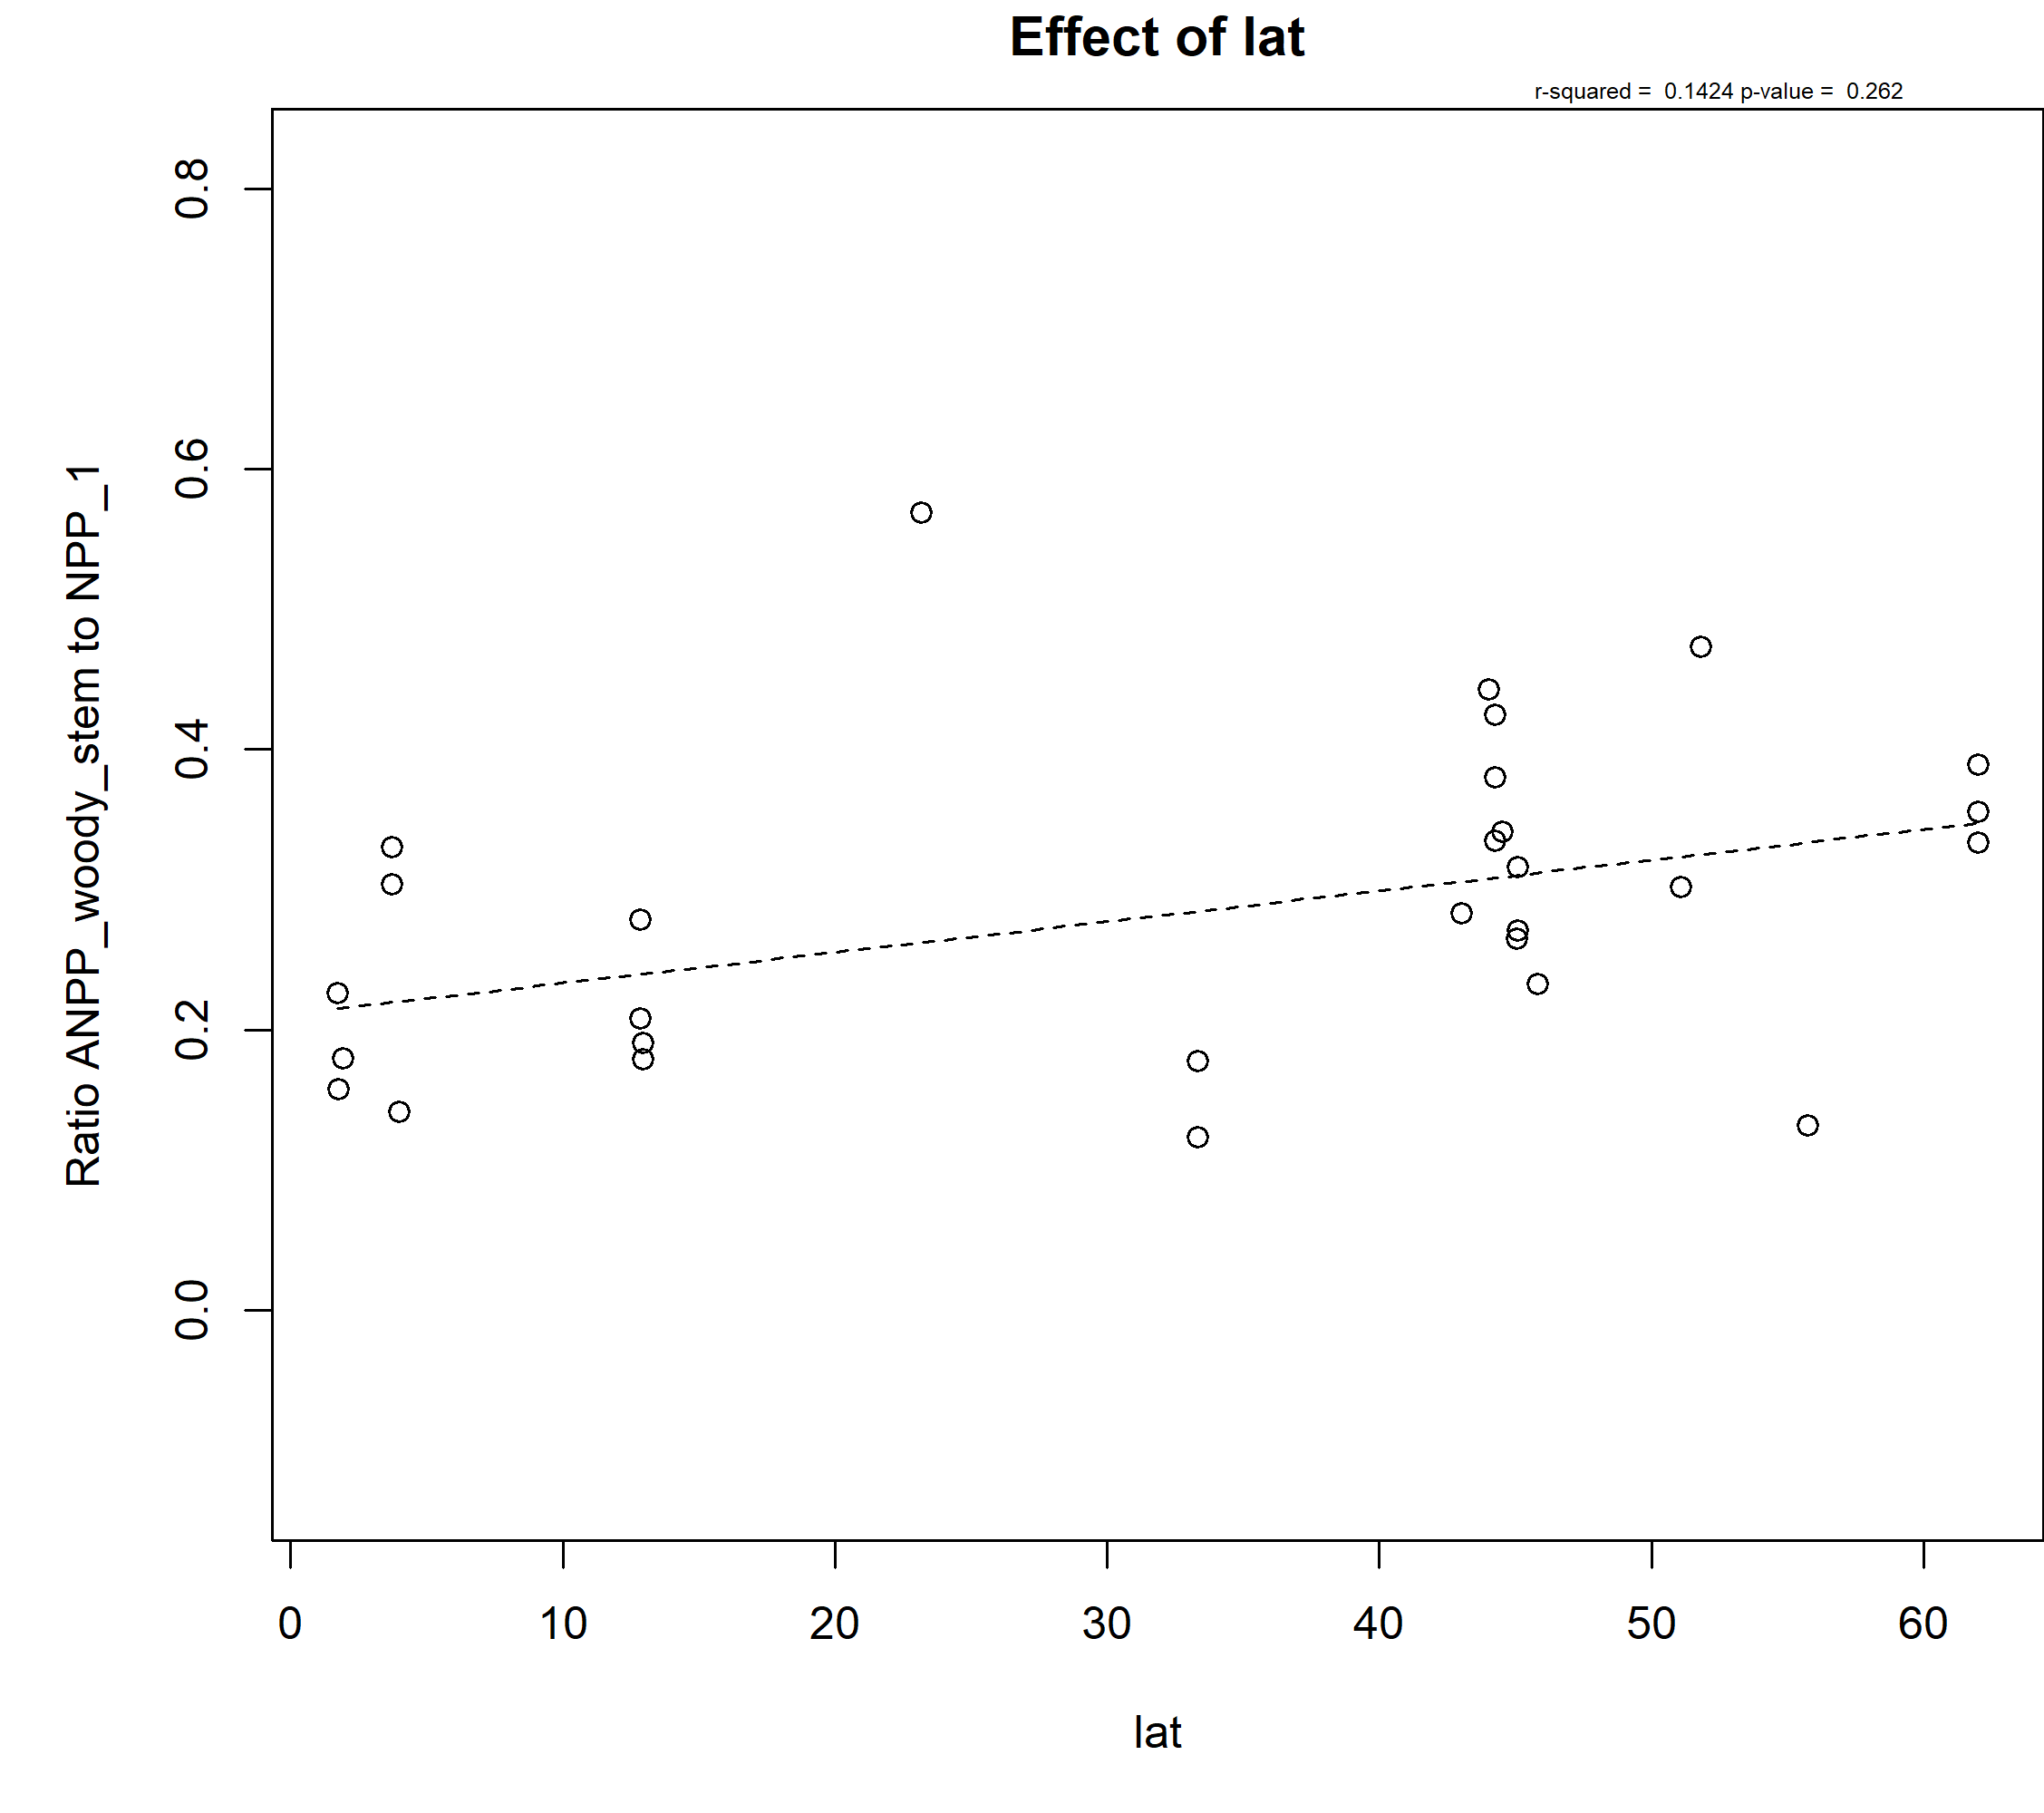 Effect of lat
r-squared =  0.1424 p-value =  0.262
Ratio ANPP_woody_stem to NPP_1
0.8
0.6
0.4
0.2
0.0
0 10 20 30 40 50 60
lat